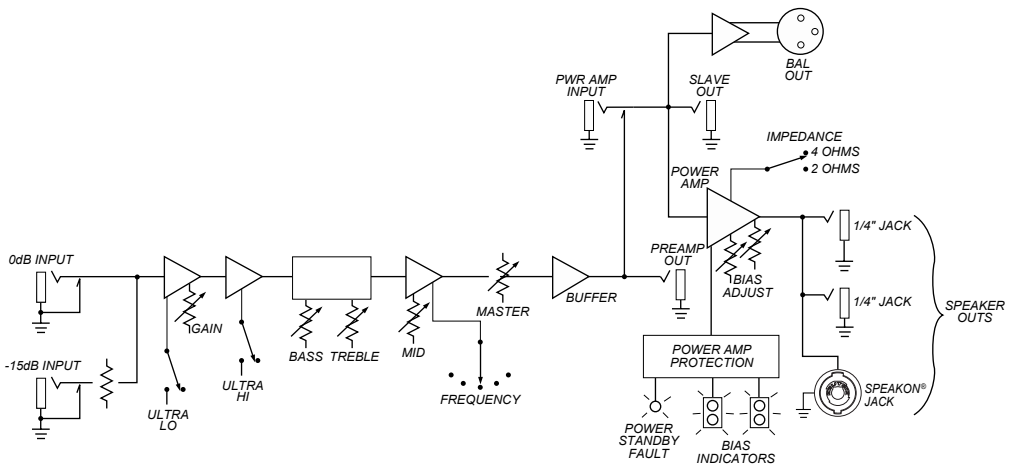 BAL
OUT
PWR AMP
INPUT
SLAVE
OUT
IMPEDANCE
4 OHMS
2 OHMS
POWER
AMP
1/4" JACK
PREAMP
OUT
0dB INPUT
BUFFER
BIAS
ADJUST
MASTER
GAIN
1/4" JACK
SPEAKER
OUTS
BASS
TREBLE
MID
POWER AMP
PROTECTION
-15dB INPUT
ULTRA
HI
FREQUENCY
SPEAKON®
JACK
ULTRA
LO
POWER
STANDBY
FAULT
BIAS
INDICATORS